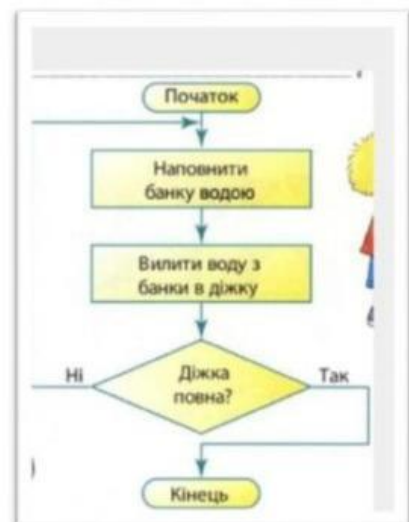 Початок
Наповнити
банку водою
Вилити воду з
банки в діжку
Ні
Діжка
повна?
Так
Кінець